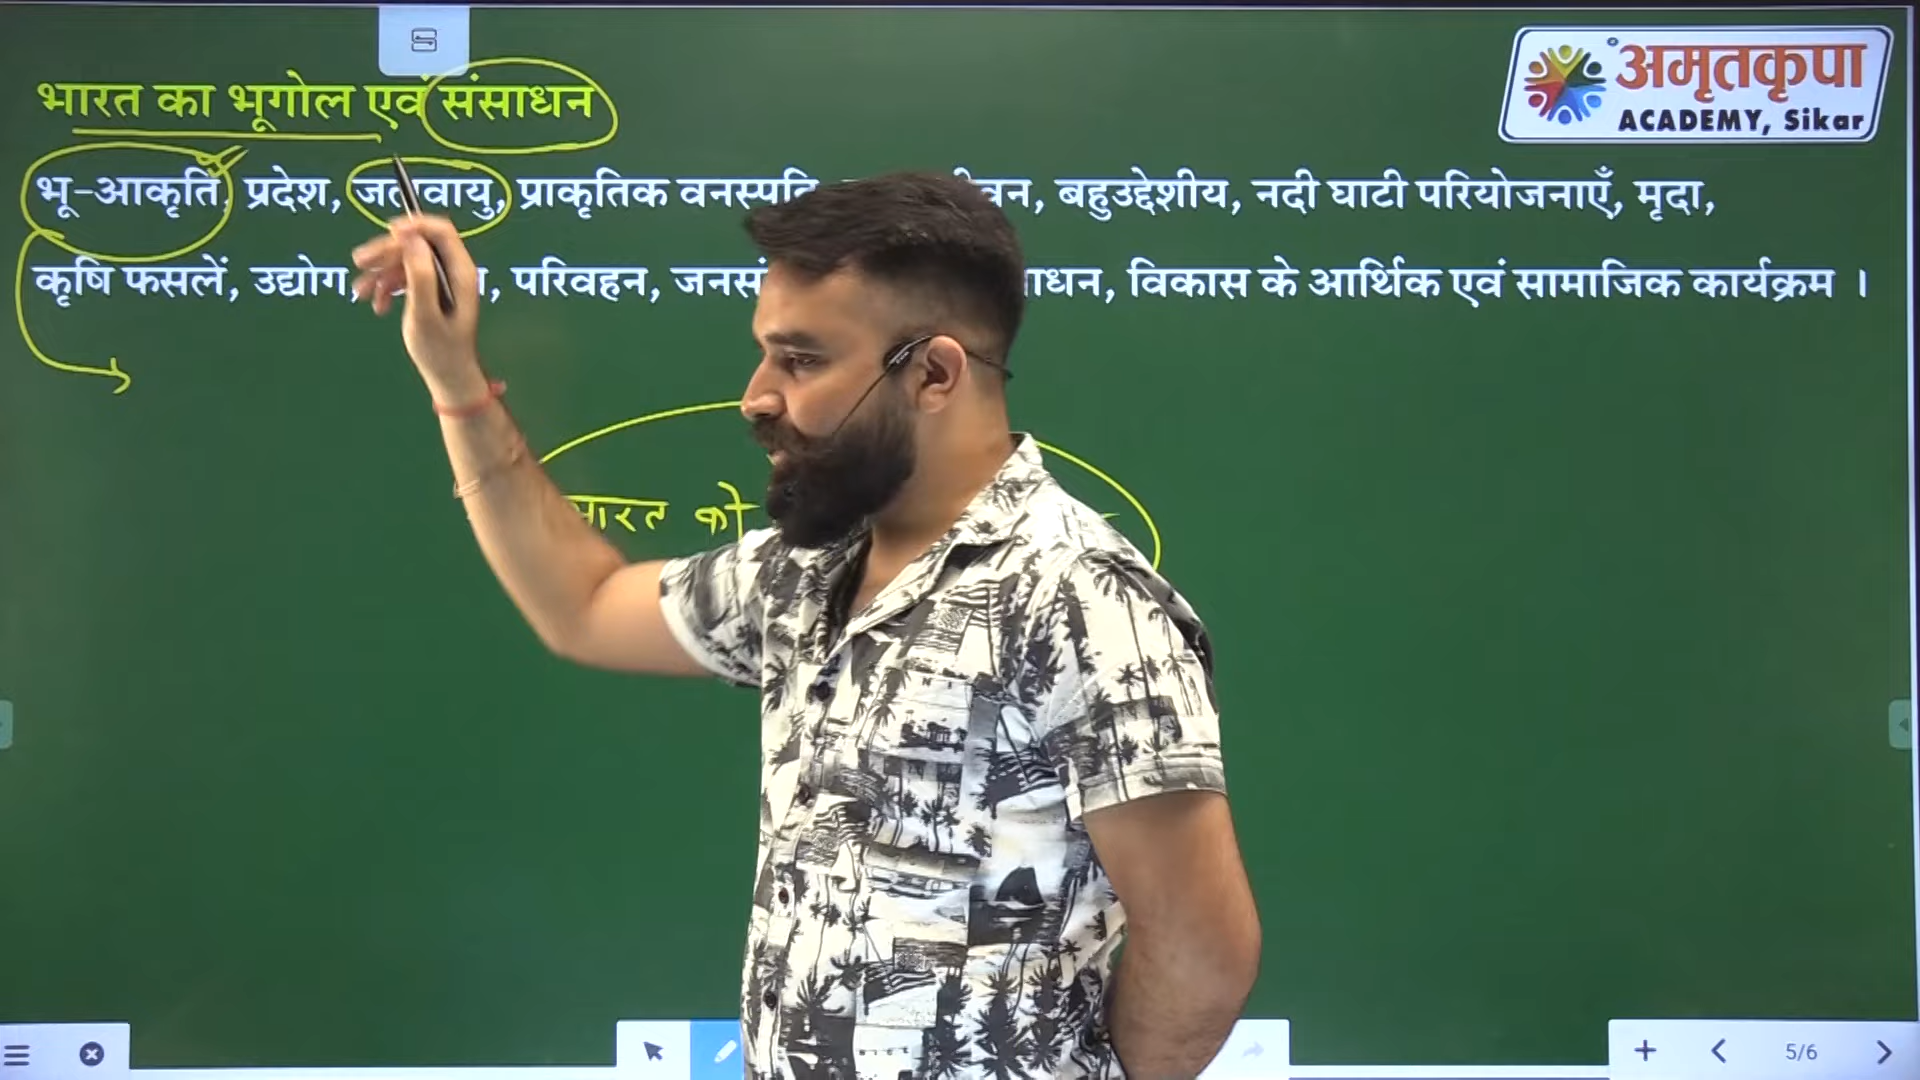 भारत का भूगोल एवं संसाधन
अमृतकृपा
ACADEMY, Sikar
भू-आकृति, प्रदेश, जलवायु, प्राकृतिक वनस्पति बहुउद्देशीय, नदी घाटी परियोजनाएँ, मृदा,
कृषि फसलें, उद्योग, परिवहन, विकास के आर्थिक एवं सामाजिक कार्यक्रम ।
भारत को
5/6